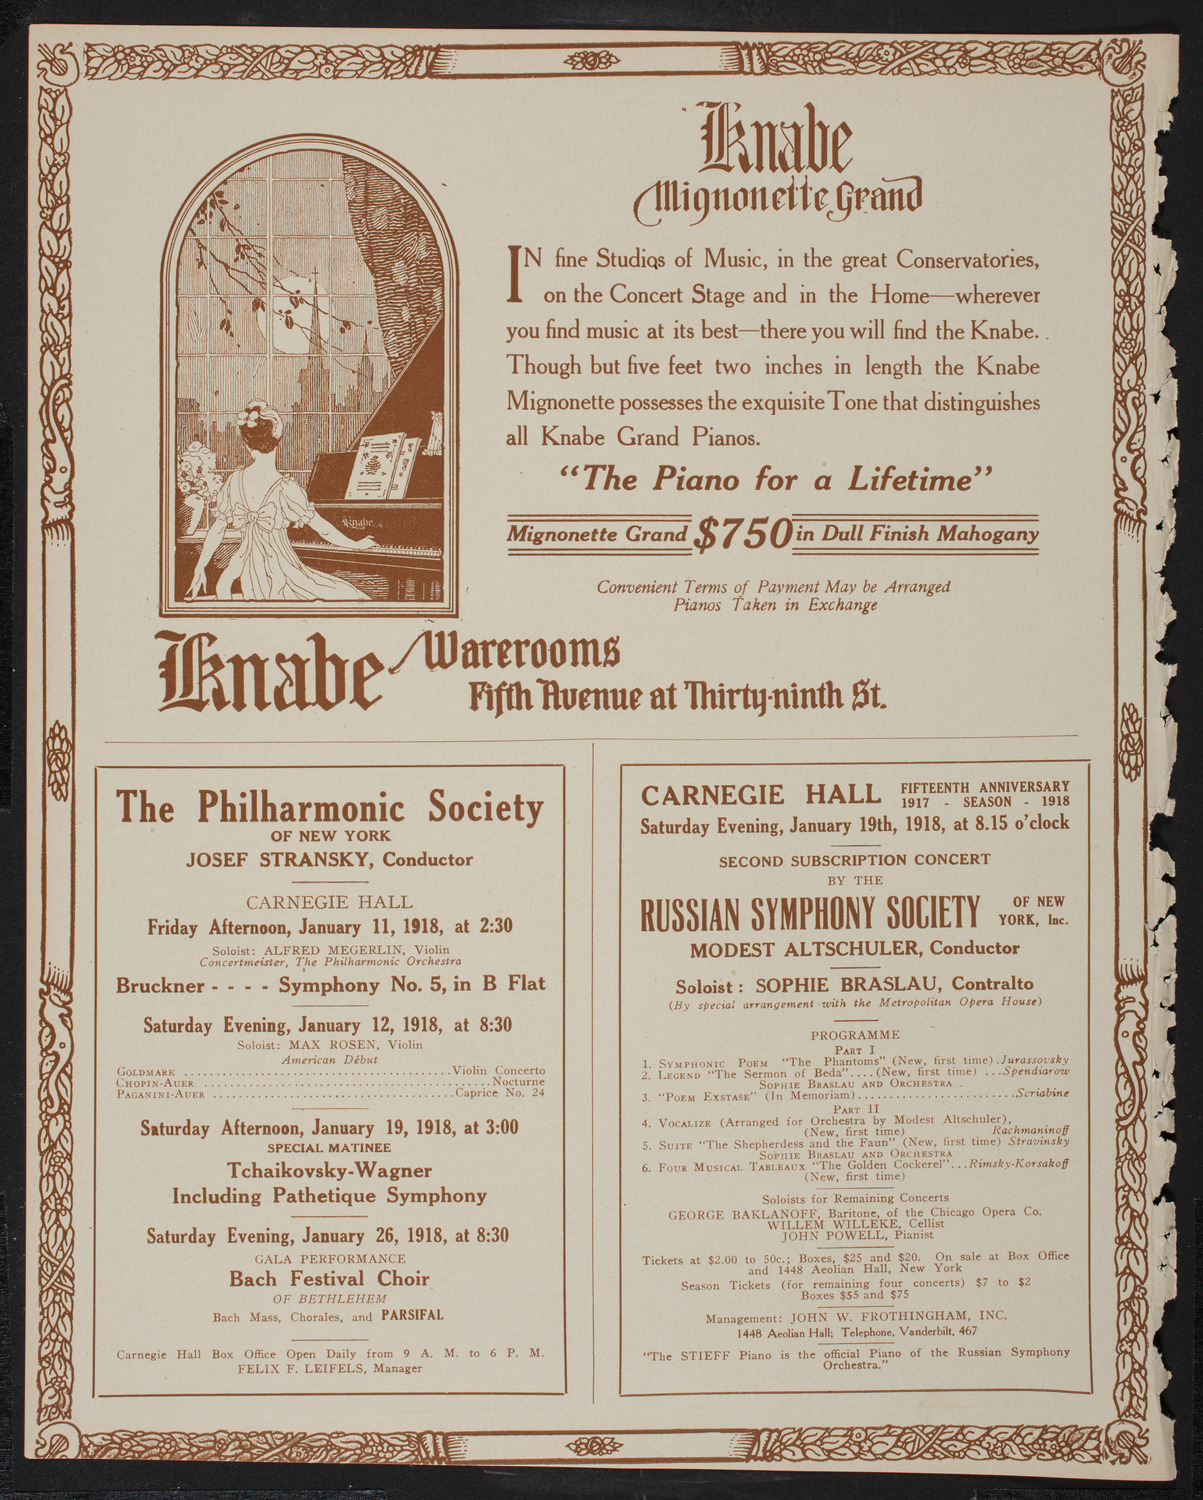 Knabe
Mignonette Grand
IN fine Studios of Music, in the great Conservatories,
on the Concert Stage and in the Home—wherever
you find music at its best—there you will find the Knabe.
Though but five feet two inches in length the Knabe
Mignonette possesses the exquisite Tone that distinguishes
all Knabe Grand Pianos.
"The Piano for a Lifetime"
Mignonette Grand $750 in Dull Finish Mahogany
Convenient Terms of Payment May be Arranged
Pianos Taken in Exchange
Knabe
Knabe Warerooms
Fifth Avenue at Thirty-ninth St.
The Philharmonic Society
OF NEW YORK
JOSEF STRANSKY, Conductor
CARNEGIE HALL
Friday Afternoon, January 11, 1918, at 2:30
Soloist: ALFRED MEGERLIN, Violin
Concertmeister, The Philharmonic Orchestra
Bruckner - - - - Symphony No. 5, in B Flat
Saturday Evening, January 12, 1918, at 8:30
Soloist: MAX ROSEN, Violin
American Début
GOLDMARK ........................................ Violin Concerto
CHOPIN-AUER ........................................ Nocturne
PAGANINI-AUER ........................................ Caprice No. 24
Saturday Afternoon, January 19, 1918, at 3:00
SPECIAL MATINEE
Tchaikovsky-Wagner
Including Pathetique Symphony
Saturday Evening, January 26, 1918, at 8:30
GALA PERFORMANCE
Bach Festival Choir
OF BETHLEHEM
Bach Mass, Chorales, and PARSIFAL
Carnegie Hall Box Office Open Daily from 9 A. M. to 6 P. M.
FELIX F. LEIFELS, Manager
CARNEGIE HALL FIFTEENTH ANNIVERSARY
1917 - SEASON - 1918
Saturday Evening, January 19th, 1918, at 8.15 o'clock
SECOND SUBSCRIPTION CONCERT
BY THE
RUSSIAN SYMPHONY SOCIETY OF NEW
YORK, Inc.
MODEST ALTSCHULER, Conductor
Soloist: SOPHIE BRASLAU, Contralto
(By special arrangement with the Metropolitan Opera House)
PROGRAMME
PART I
1. SYMPHONIC POEM "The Phantoms" (New, first time). Jurassovsky
2. LEGEND "The Sermon of Beda"....(New, first time) ...Spendiarow
SOPHIE BRASLAU AND ORCHESTRA
3. "POEM EXSTASE" (In Memoriam)........................Scriabine
PART II
4. VOCALIZE (Arranged for Orchestra by Modest Altschuler),
(New, first time) Rachmaninoff
5. SUITE "The Shepherdess and the Faun" (New, first time) Stravinsky
SOPHIE BRASLAU AND ORCHESTRA
6. FOUR MUSICAL TABLEAUX "The Golden Cockerel"...Rimsky-Korsakoff
(New, first time)
Soloists for Remaining Concerts
GEORGE BAKLANOFF, Baritone, of the Chicago Opera Co.
WILLEM WILLEKE, Cellist
JOHN POWELL, Pianist
Tickets at $2.00 to 50c.; Boxes, $25 and $20. On sale at Box Office
and 1448 Aeolian Hall, New York
Season Tickets (for remaining four concerts) $7 to $2
Boxes $55 and $75
Management: JOHN W. FROTHINGHAM, INC.
1448 Aeolian Hall; Telephone, Vanderbilt, 467
"The STIEFF Piano is the official Piano of the Russian Symphony
Orchestra."